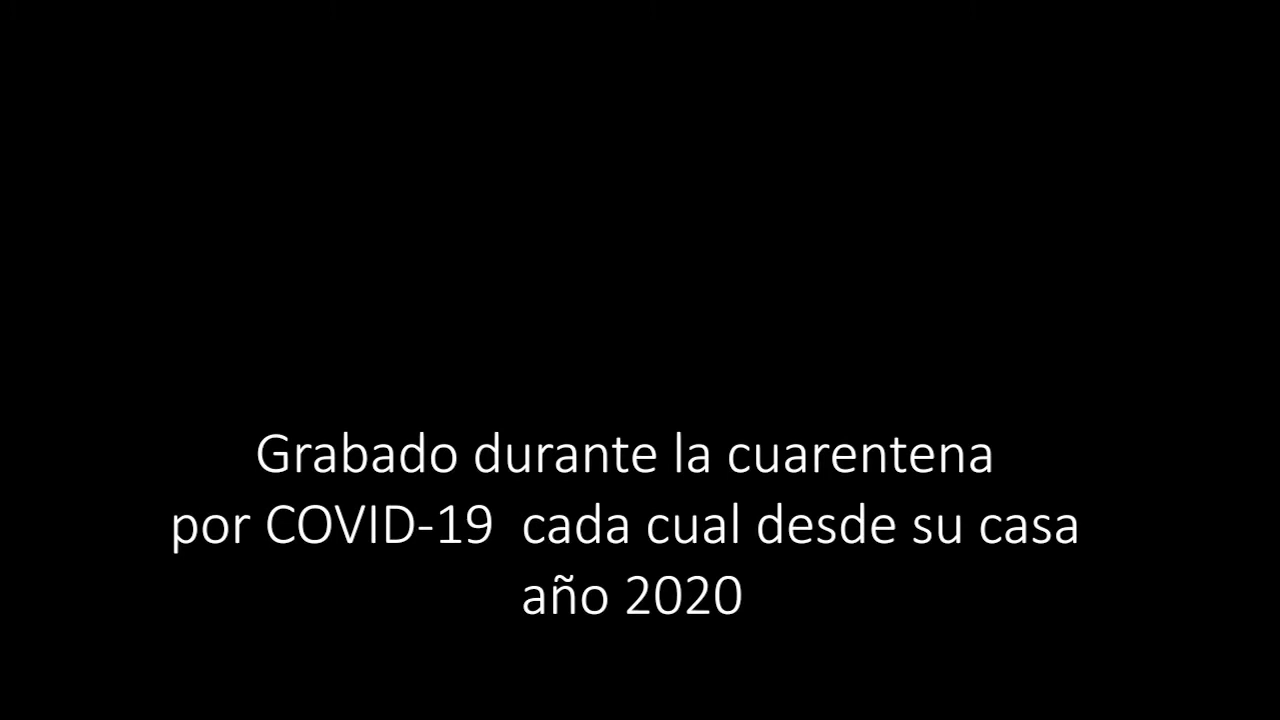 Grabado durante la cuarentena
por COVID-19 cada cual desde su casa
año 2020